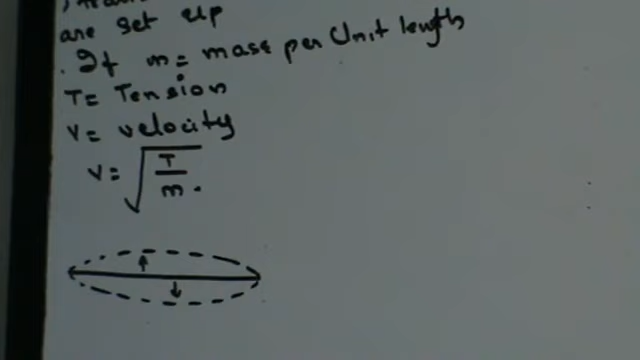 are set up
. If m = mass per Unit length
T = Tension
V = velocity
V = √T/m.